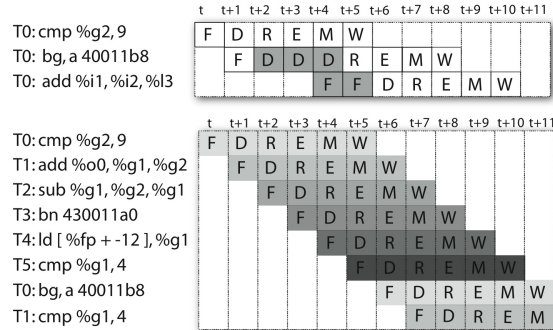 t t+1 t+2 t+3 t+4 t+5 t+6 t+7 t+8 t+9 t+10 t+11
T0: cmp %g2, 9 F D R E M W
T0: bg, a 40011b8 F D D D R E M W
T0: add %i1, %i2, %l3 F F D R E M W
t t+1 t+2 t+3 t+4 t+5 t+6 t+7 t+8 t+9 t+10 t+11
T0: cmp %g2, 9 F D R E M W
T1: add %o0, %g1, %g2 F D R E M W
T2: sub %g1, %g2, %g1 F D R E M W
T3: bn 430011a0 F D R E M W
T4: ld [ %fp + -12 ], %g1 F D R E M W
T5: cmp %g1, 4 F D R E M W
T0: bg, a 40011b8 F D R E M W
T1: cmp %g1, 4 F D R E M